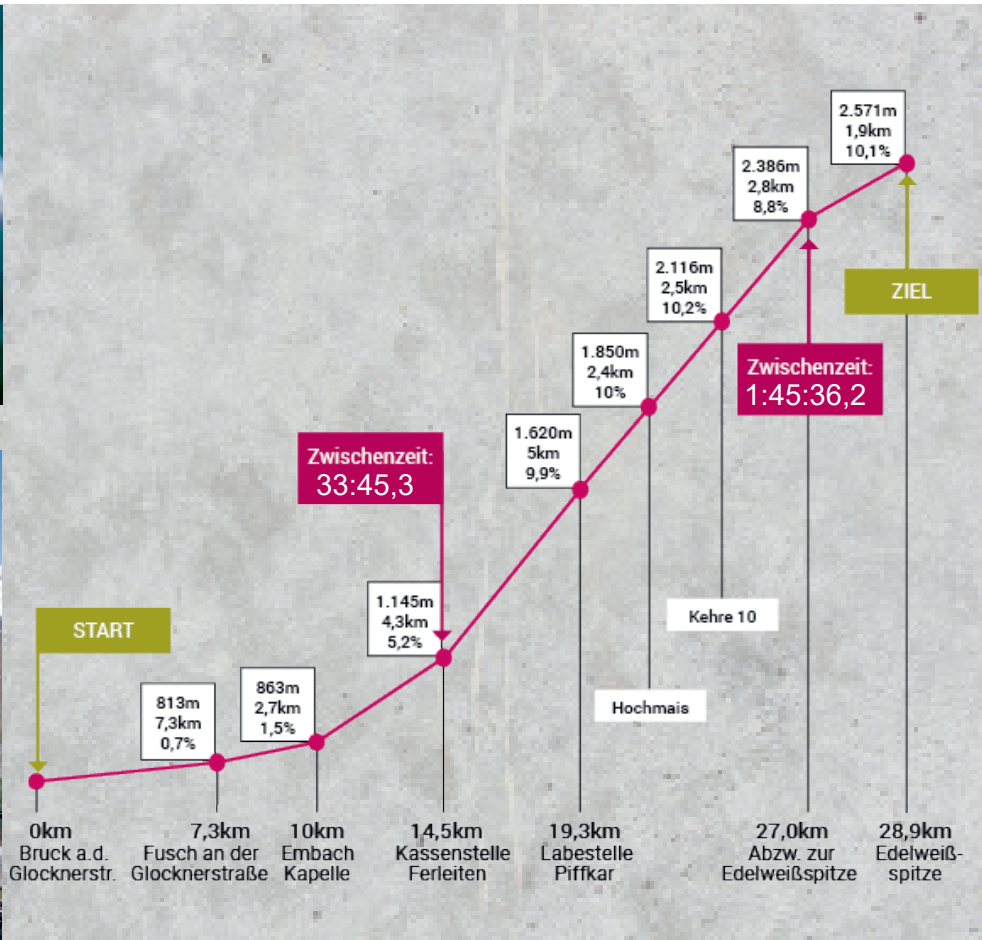 2.571m
1,9km
10,1%
2.386m
2,8km
8,8%
ZIEL
2.116m
2,5km
10,2%
1.850m
2,4km
10%
Zwischenzeit:
1:45:36,2
1.620m
5km
9,9%
Zwischenzeit:
33:45,3
1.145m
4,3km
5,2%
START
Kehre 10
813m
7,3km
0,7%
863m
2,7km
1,5%
Hochmais
0km
Bruck a.d.
Glocknerstr.
7,3km
Fusch an der
Glocknerstraße
10km
Embach
Kapelle
14,5km
Kassenstelle
Ferleiten
19,3km
Labestelle
Piffkar
27,0km
Abzw. zur
Edelweißspitze
28,9km
Edelweiß-
spitze